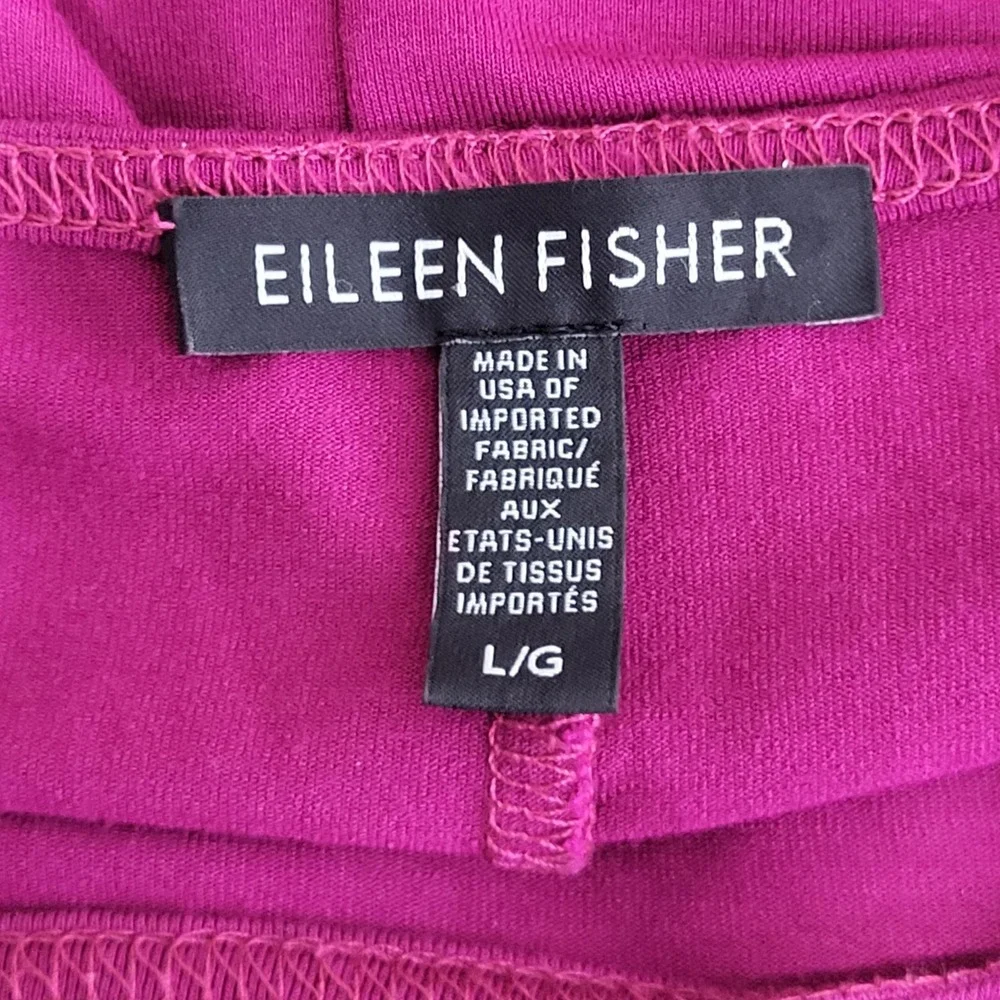 EILEEN FISHER
MADE IN
USA OF
IMPORTED
FABRIC/
FABRIQUÉ
AUX
ETATS-UNIS
DE TISSUS
IMPORTÉS
L/G